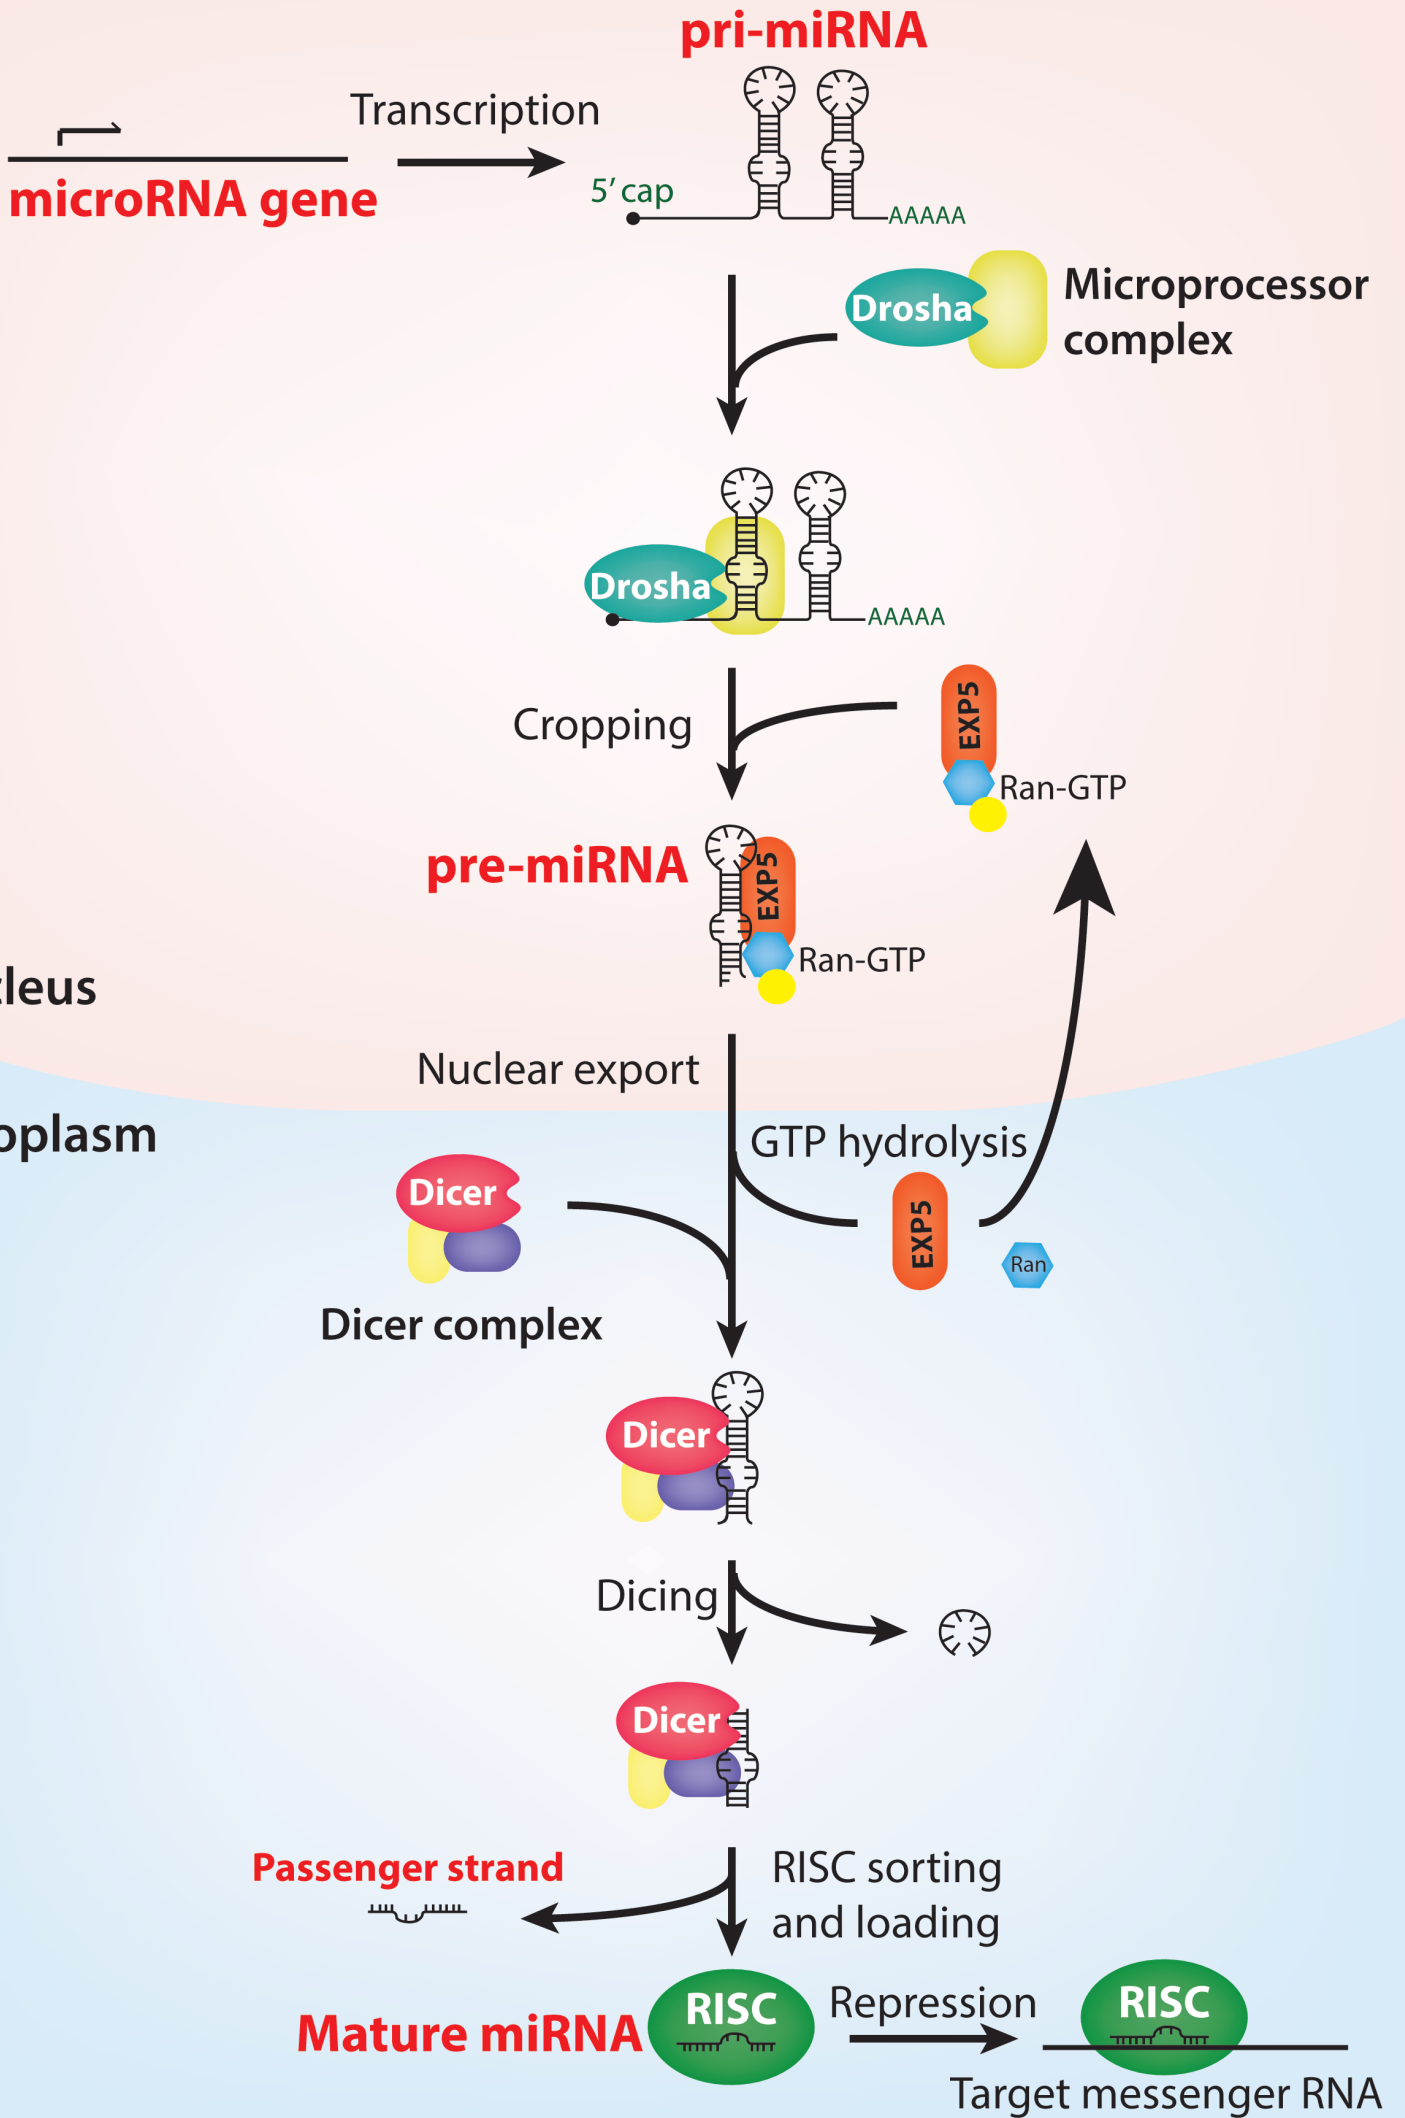 pri-miRNA
Transcription
microRNA gene
5’ cap
AAAAA
Drosha
Microprocessor
complex
Drosha
AAAAA
Cropping
EXP5
Ran-GTP
pre-miRNA
EXP5
Ran-GTP
cleus
Nuclear export
oplasm
GTP hydrolysis
Dicer
EXP5
Ran
Dicer complex
Dicer
Dicing
Dicer
Passenger strand
RISC sorting
and loading
Mature miRNA
RISC
Repression
RISC
Target messenger RNA